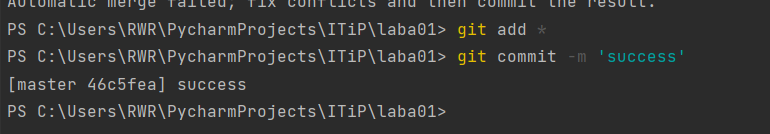 Automatic merge failed; fix conflicts and then commit the result.
PS C:\Users\RWR\PycharmProjects\ITiP\laba01> git add *
PS C:\Users\RWR\PycharmProjects\ITiP\laba01> git commit -m 'success'
[master 46c5fea] success
PS C:\Users\RWR\PycharmProjects\ITiP\laba01>